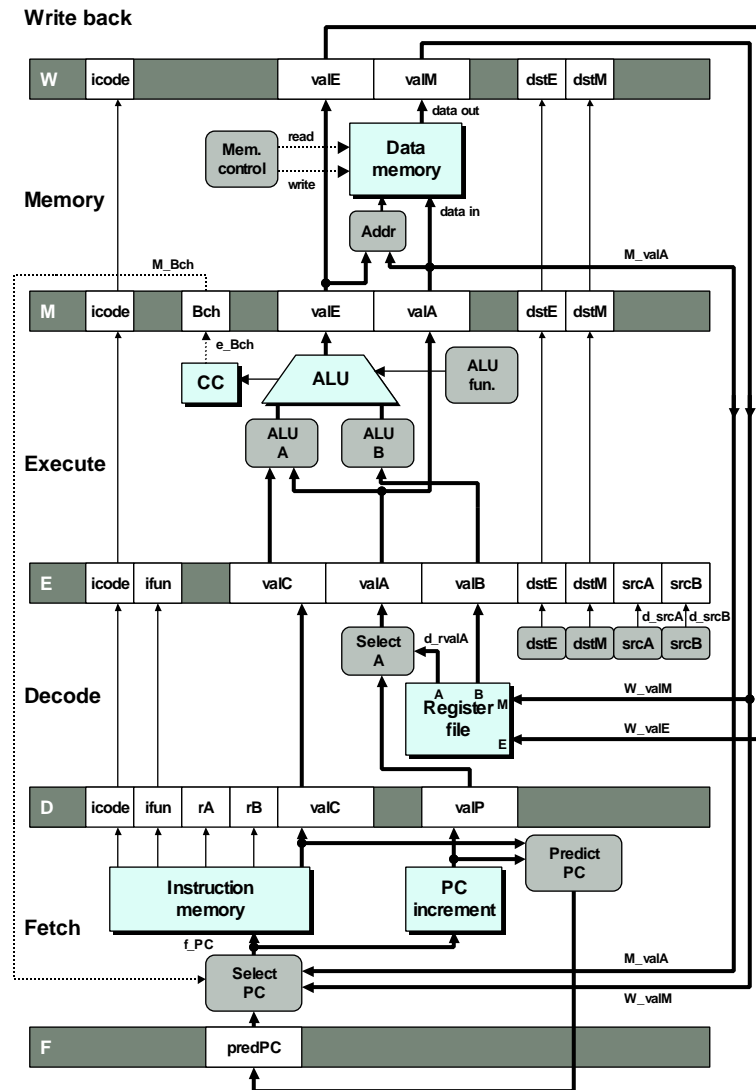 Write back
W icode valE valM dstE dstM
data out
read
Mem.
control
Data
memory
write
Memory
data in
Addr
M_Bch
M_valA
M icode Bch valE valA dstE dstM
e_Bch
CC
ALU
ALU
fun.
ALU
A
ALU
B
Execute
E icode ifun valC valA valB dstE dstM srcA srcB
d_srcA d_srcB
dstE dstM srcA srcB
Select
A
d_rvalA
A B
M
Register
file
E
W_valM
W_valE
Decode
D icode ifun rA rB valC valP
Predict
PC
Instruction
memory
PC
increment
Fetch
f_PC
Select
PC
M_valA
W_valM
F predPC